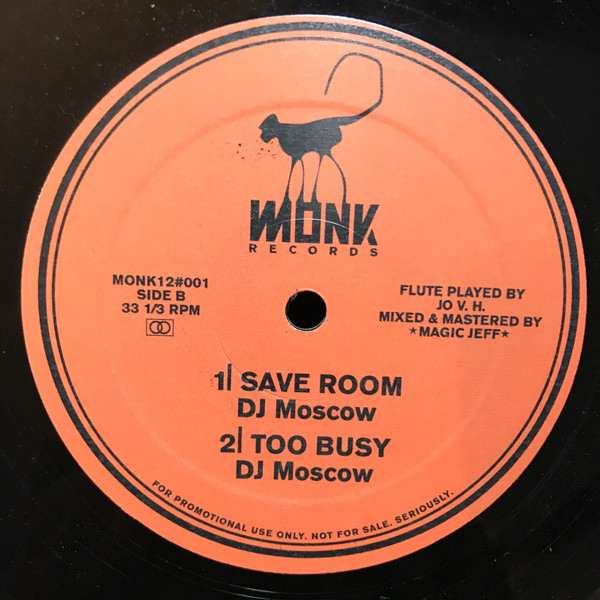 MONK
RECORDS
MONK12#001
SIDE B
33 1/3 RPM
FLUTE PLAYED BY
JO V. H.
MIXED & MASTERED BY
*MAGIC JEFF*
1| SAVE ROOM
DJ Moscow
2| TOO BUSY
DJ Moscow
FOR PROMOTIONAL USE ONLY. NOT FOR SALE. SERIOUSLY.